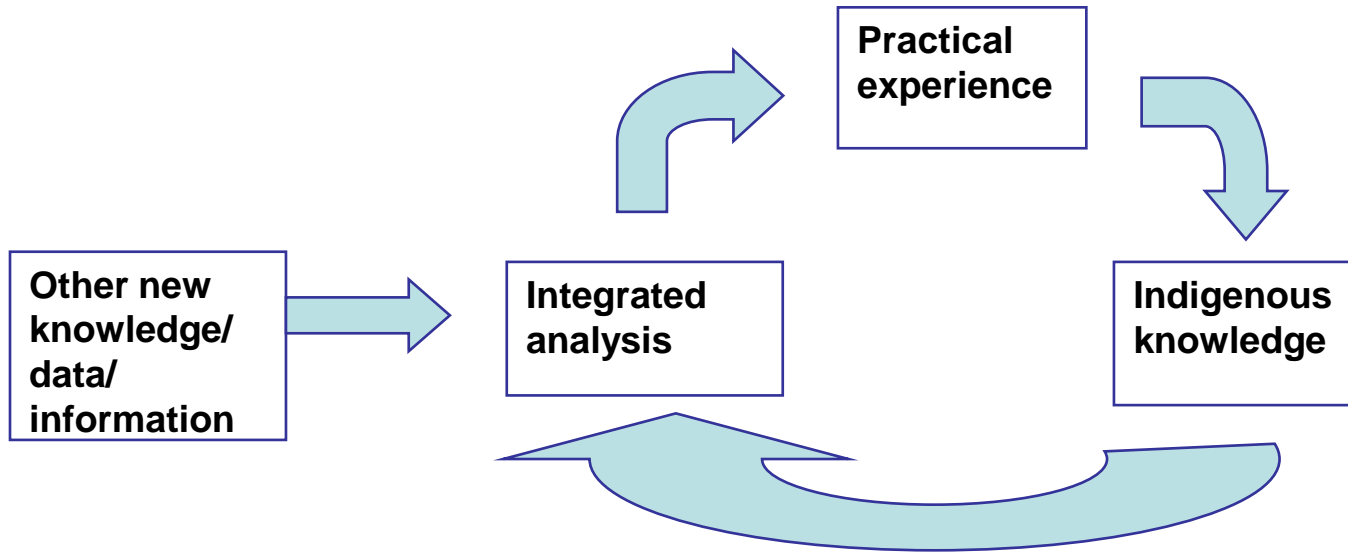 Practical
experience
Other new
knowledge/
data/
information
Integrated
analysis
Indigenous
knowledge